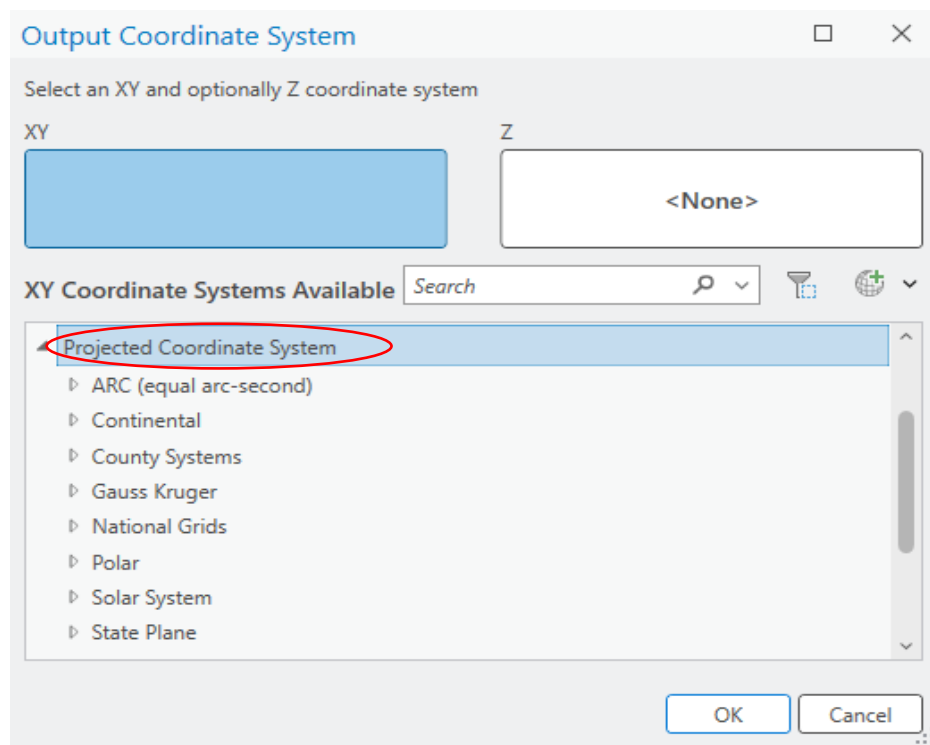 Output Coordinate System
Select an XY and optionally Z coordinate system
XY Z
<None>
XY Coordinate Systems Available Search
Projected Coordinate System
ARC (equal arc-second)
Continental
County Systems
Gauss Kruger
National Grids
Polar
Solar System
State Plane
OK Cancel